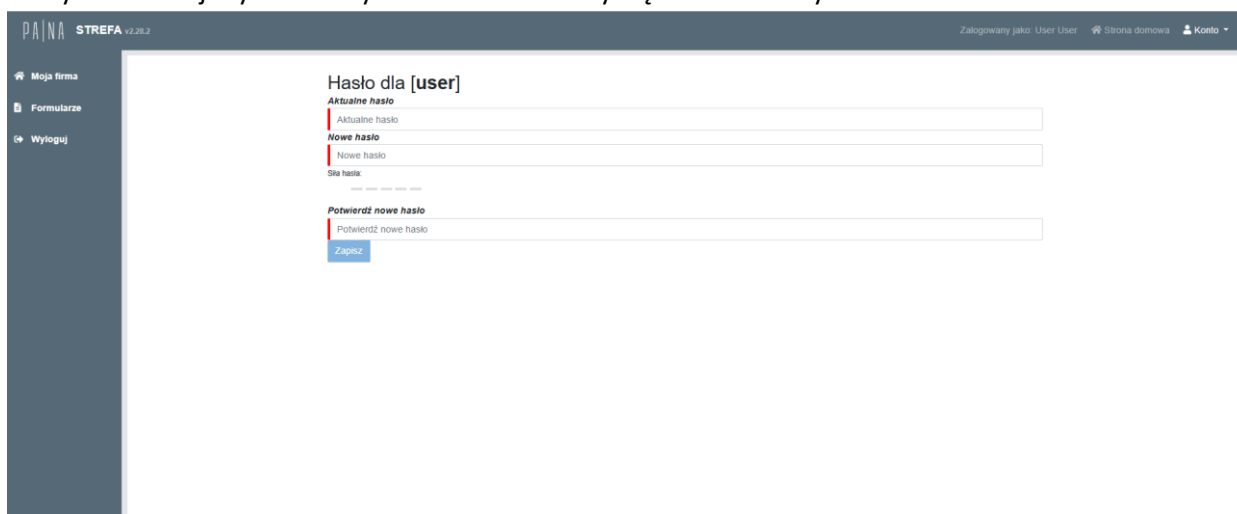 PA|NA STREFA v2.28.2
Zalogowany jako: User User Strona domowa Konto
Moja firma
Formularze
Wyloguj
Hasło dla [user]
Aktualne hasło
Aktualne hasło
Nowe hasło
Nowe hasło
Siła hasła:
Potwierdź nowe hasło
Potwierdź nowe hasło
Zapisz